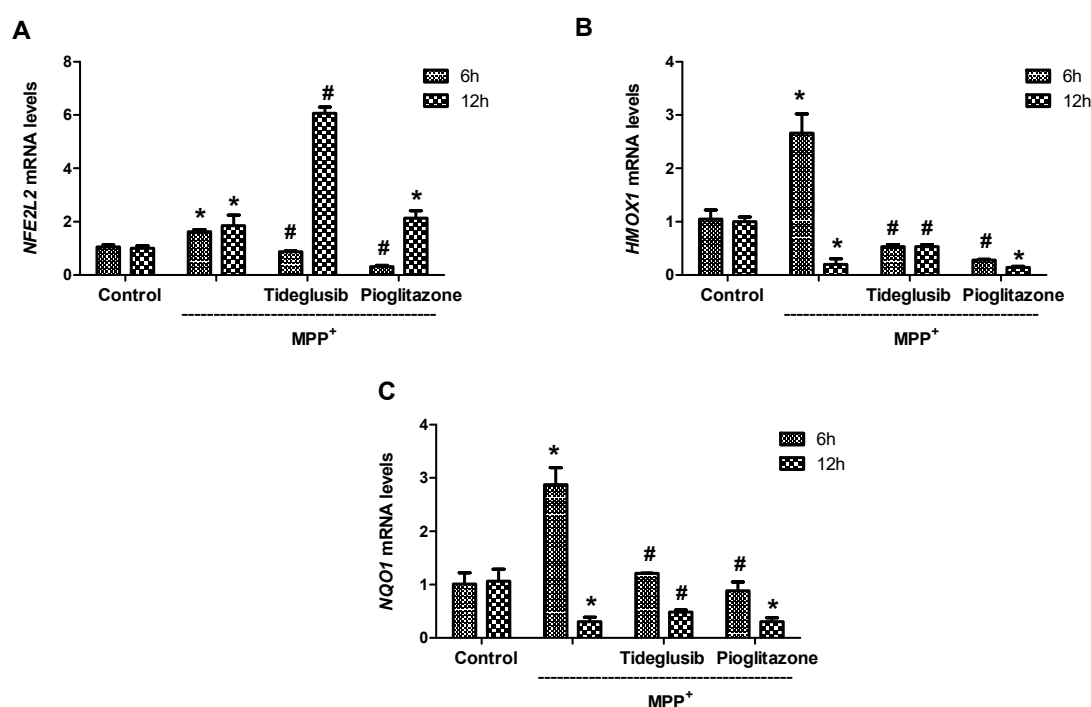 A
NFE2L2 mRNA levels
8
6
4
2
0
6h
12h
* * # # # *
Control Tideglusib Pioglitazone
MPP+
B
HMOX1 mRNA levels
4
3
2
1
0
6h
12h
* * # # # *
Control Tideglusib Pioglitazone
MPP+
C
NQO1 mRNA levels
4
3
2
1
0
6h
12h
* * # # # *
Control Tideglusib Pioglitazone
MPP+